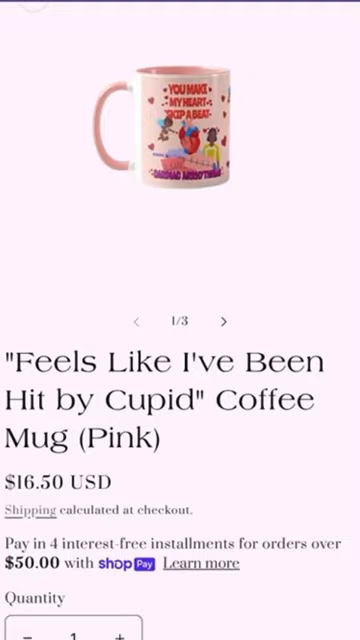 YOU MAKE
MY HEART
SKIP A BEAT
CARDIAC
1/3
"Feels Like I've Been
Hit by Cupid" Coffee
Mug (Pink)
$16.50 USD
Shipping calculated at checkout.
Pay in 4 interest-free installments for orders over
$50.00 with shop Pay Learn more
Quantity
− 1 +